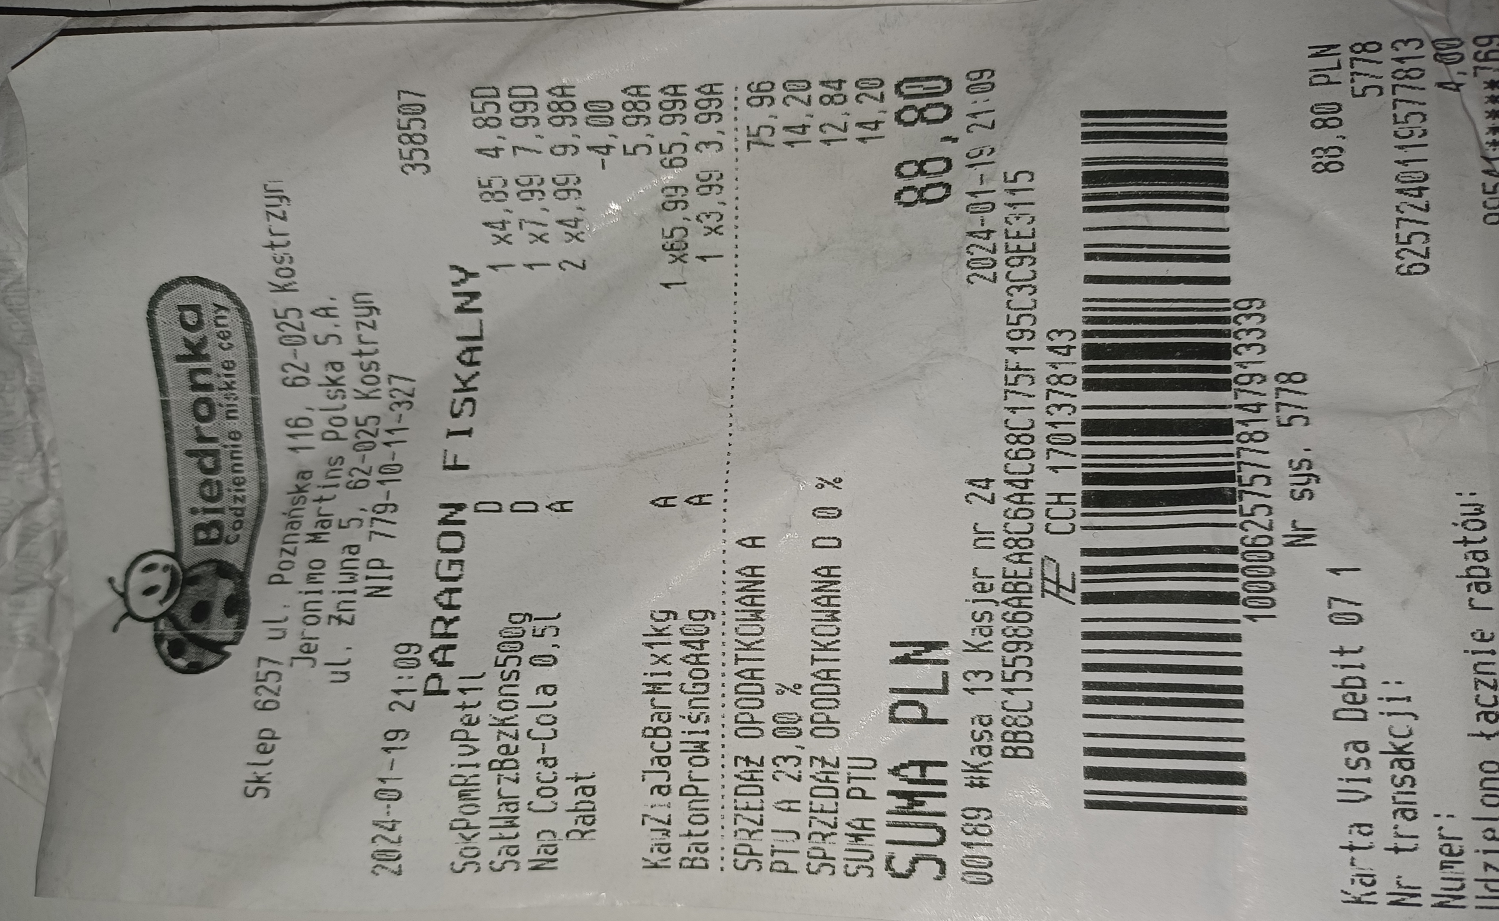 Biedronka
Codziennie niskie ceny
Sklep 6257 ul. Poznańska 116, 62-025 Kostrzyn
Jeronimo Martins Polska S.A.
ul. Żniwna 5, 62-025 Kostrzyn
NIP 779-10-11-327
2024-01-19 21:09 358507
PARAGON FISKALNY
SokPomRivPet1l D 1 x4,85 4,85D
SałWarzBezKons500g D 1 x7,99 7,99D
Nap Coca-Cola 0,5l A 2 x4,99 9,98A
Rabat -4,00
5,98A
KawZiaJacBarMix1kg A 1 x65,99 65,99A
BatonProWiśnGoA40g A 1 x3,99 3,99A
SPRZEDAŻ OPODATKOWANA A 75,96
PTU A 23,00 % 14,20
SPRZEDAŻ OPODATKOWANA D 0 % 12,84
SUMA PTU 14,20
SUMA PLN 88,80
00189 #Kasa 13 Kasjer nr 24 2024-01-19 21:09
BB8C155986ABEA8C6A4C68C175F195C3C9EE3115
CCH 1701378143
1000062575778147913339
Nr sys. 5778
Karta Visa Debit 07 1 88,80 PLN
Nr transakcji: 5778
Numer: 6257240119577813
Udzielono łącznie rabatów: 4,00
99541*****769